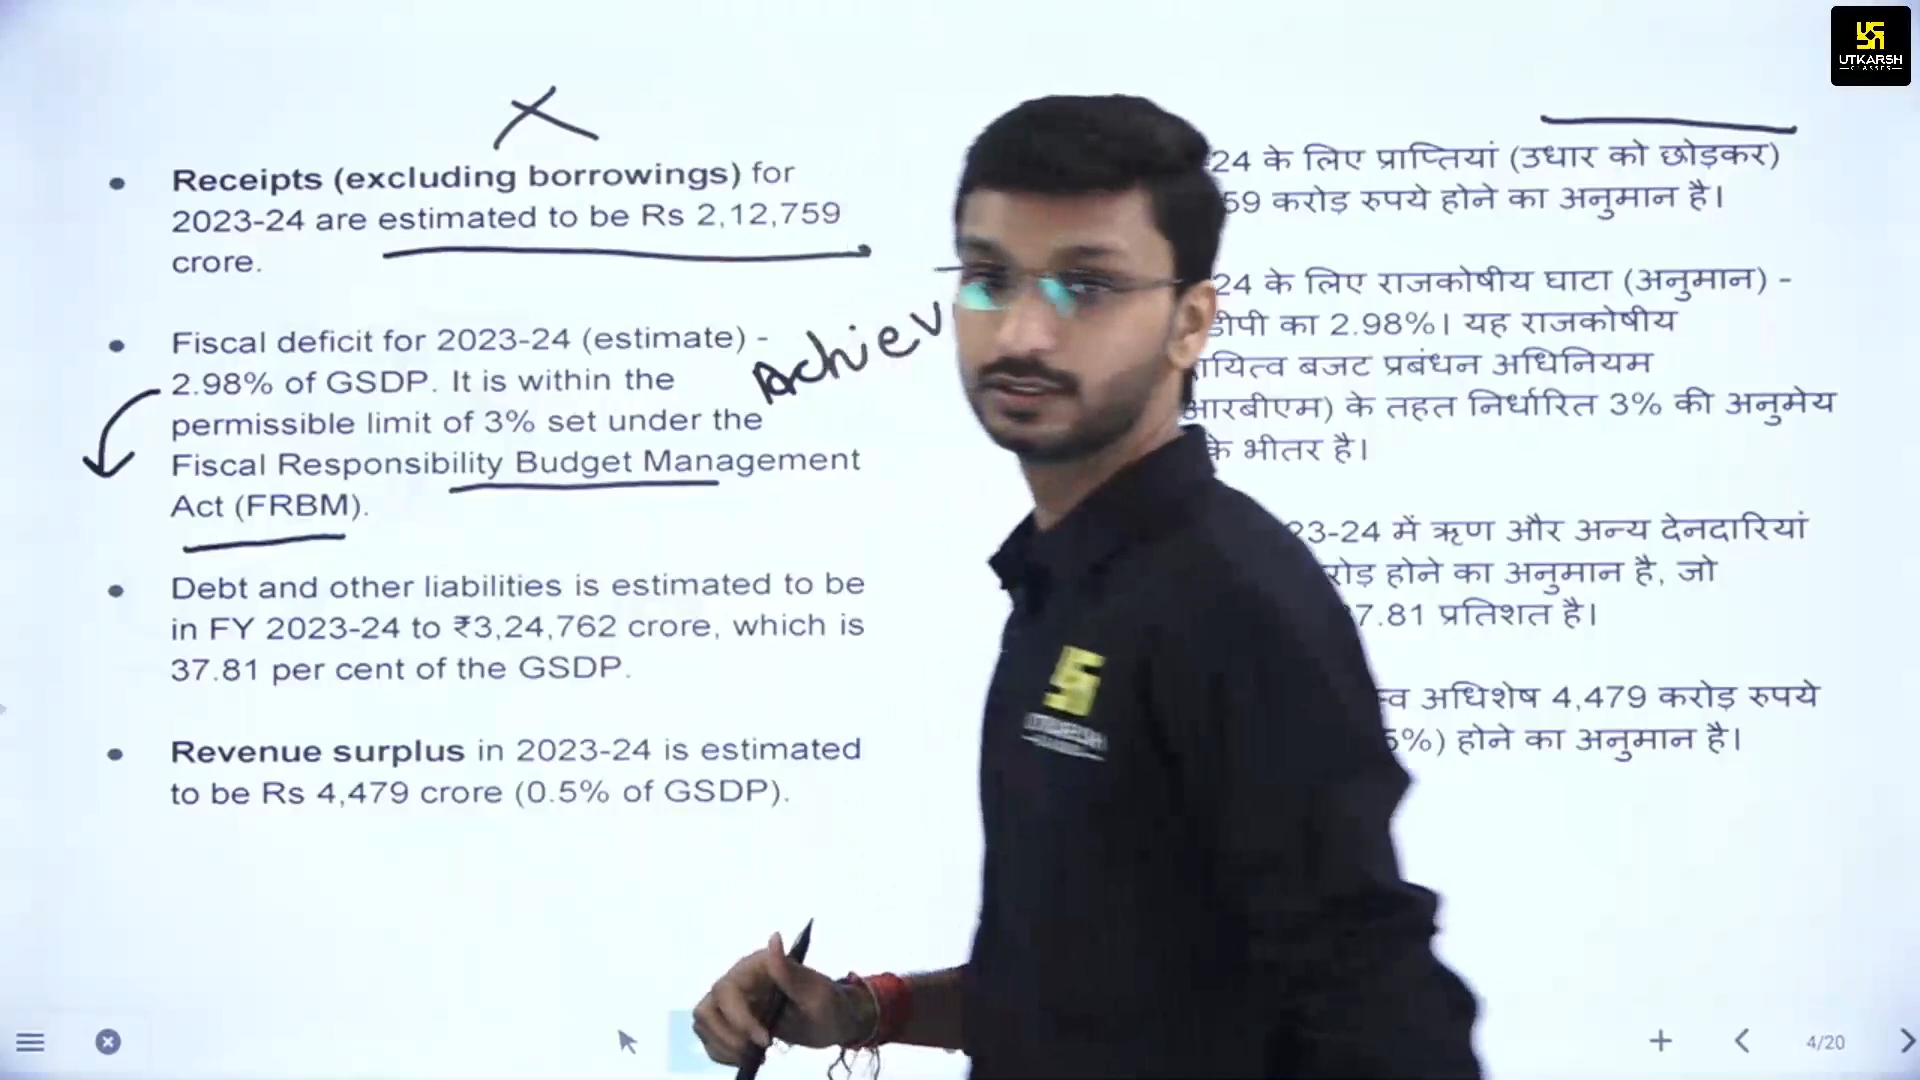 UTKARSH
CLASSES
Receipts (excluding borrowings) for
2023-24 are estimated to be Rs 2,12,759
crore.
Fiscal deficit for 2023-24 (estimate) -
2.98% of GSDP. It is within the
permissible limit of 3% set under the
Fiscal Responsibility Budget Management
Act (FRBM).
Achiev
Debt and other liabilities is estimated to be
in FY 2023-24 to ₹3,24,762 crore, which is
37.81 per cent of the GSDP.
Revenue surplus in 2023-24 is estimated
to be Rs 4,479 crore (0.5% of GSDP).
24 के लिए प्राप्तियां (उधार को छोड़कर)
59 करोड़ रुपये होने का अनुमान है।
24 के लिए राजकोषीय घाटा (अनुमान) -
डीपी का 2.98%। यह राजकोषीय
बजट प्रबंधन अधिनियम
आरबीएम) के तहत निर्धारित 3% की अनुमेय
के भीतर है।
23-24 में ऋण और अन्य देनदारियां
होने का अनुमान है, जो
7.81 प्रतिशत है।
अधिशेष 4,479 करोड़ रुपये
5%) होने का अनुमान है।
4/20